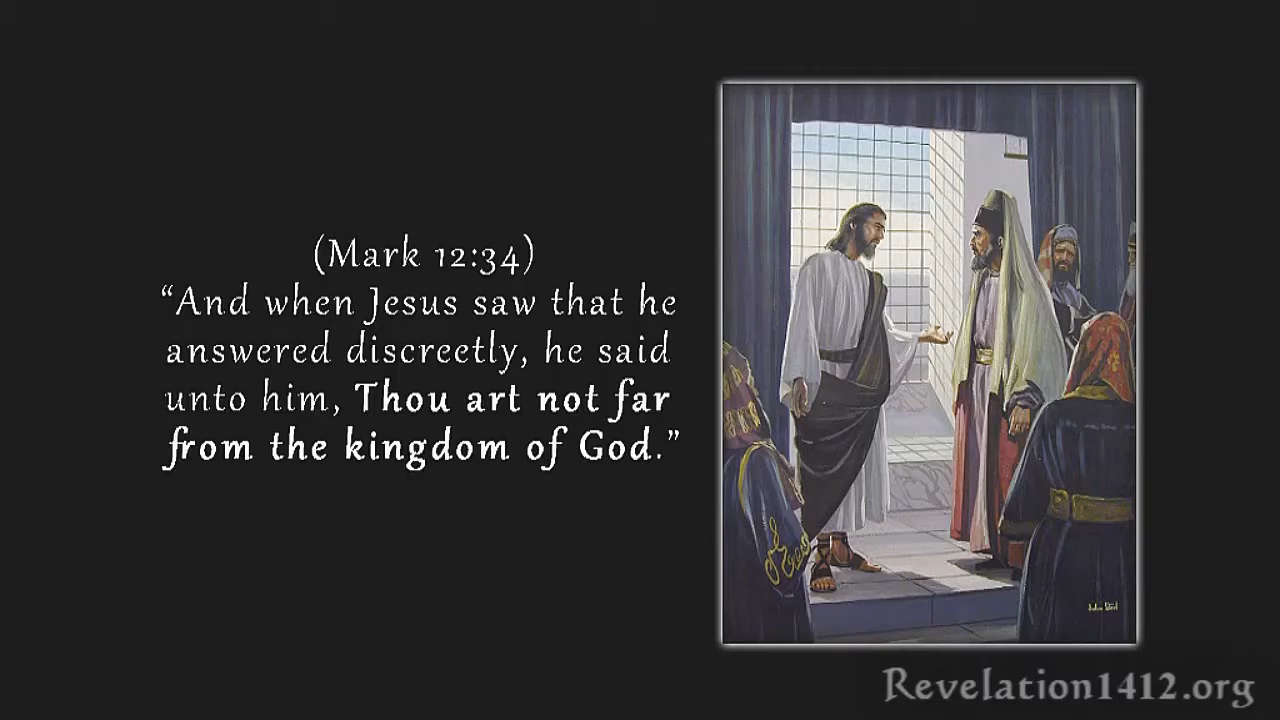 (Mark 12:34)
“And when Jesus saw that he
answered discreetly, he said
unto him, Thou art not far
from the kingdom of God.”
Revelation1412.org